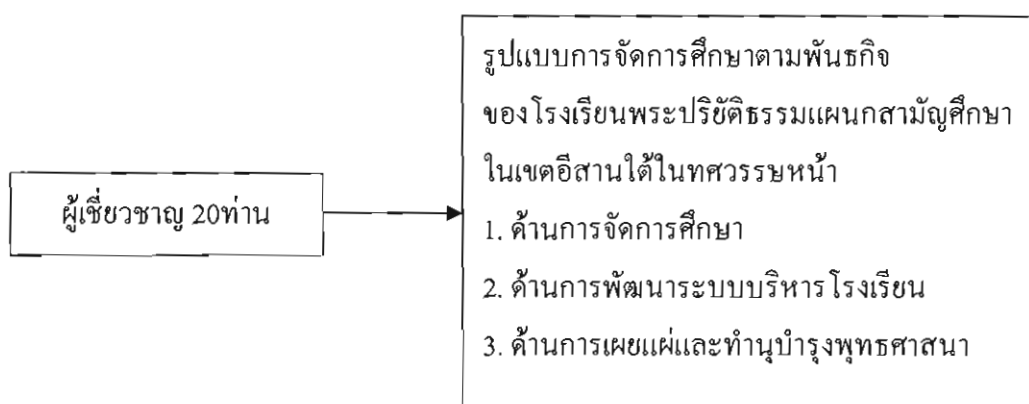 ผู้เชี่ยวชาญ 20ท่าน
รูปแบบการจัดการศึกษาตามพันธกิจ
ของโรงเรียนพระปริยัติธรรมแผนกสามัญศึกษา
ในเขตอีสานใต้ในทศวรรษหน้า
1. ด้านการจัดการศึกษา
2. ด้านการพัฒนาระบบบริหารโรงเรียน
3. ด้านการเผยแผ่และทำนุบำรุงพุทธศาสนา